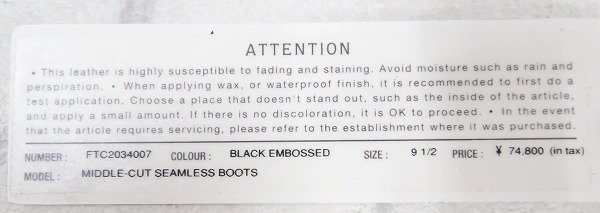 ATTENTION
• This leather is highly susceptible to fading and staining. Avoid moisture such as rain and
perspiration. • When applying wax, or waterproof finish, it is recommended to first do a
test application. Choose a place that doesn't stand out, such as the inside of the article,
and apply a small amount. If there is no discoloration, it is OK to proceed. • In the event
that the article requires servicing, please refer to the establishment where it was purchased.
NUMBER: FTC2034007 COLOUR: BLACK EMBOSSED SIZE: 9 1/2 PRICE: ¥ 74.800 (in tax)
MODEL: MIDDLE-CUT SEAMLESS BOOTS